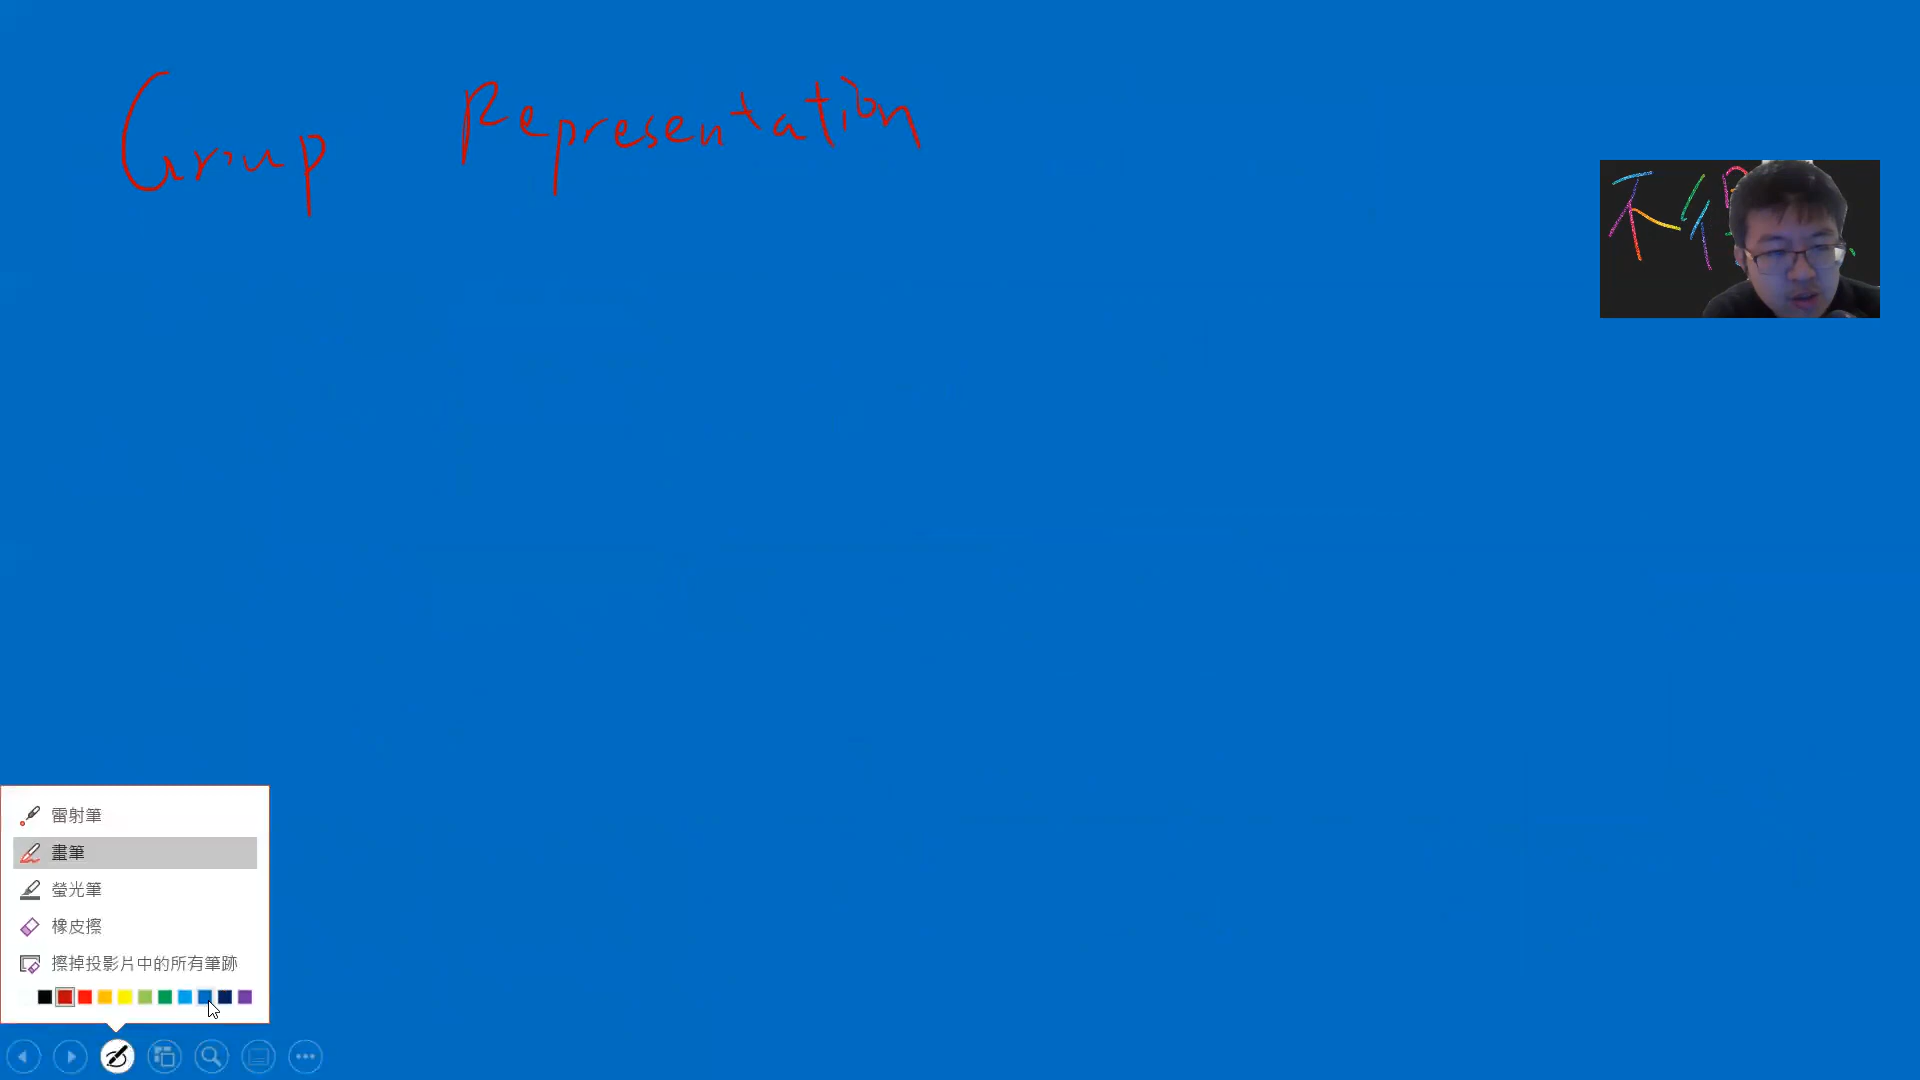 Group Representation
雷射筆
畫筆
螢光筆
橡皮擦
擦掉投影片中的所有筆跡